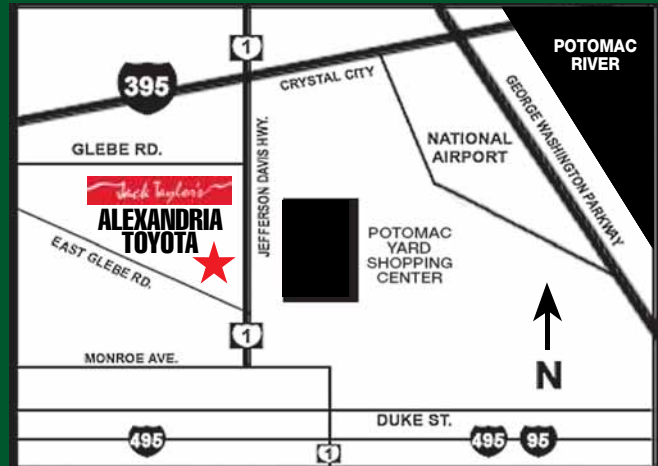 1
POTOMAC
RIVER
395
CRYSTAL CITY
GEORGE WASHINGTON PARKWAY
GLEBE RD.
JEFFERSON DAVIS HWY.
NATIONAL
AIRPORT
Jack Taylor's
ALEXANDRIA
TOYOTA
EAST GLEBE RD.
POTOMAC
YARD
SHOPPING
CENTER
1
MONROE AVE.
N
DUKE ST.
495
1
495
95